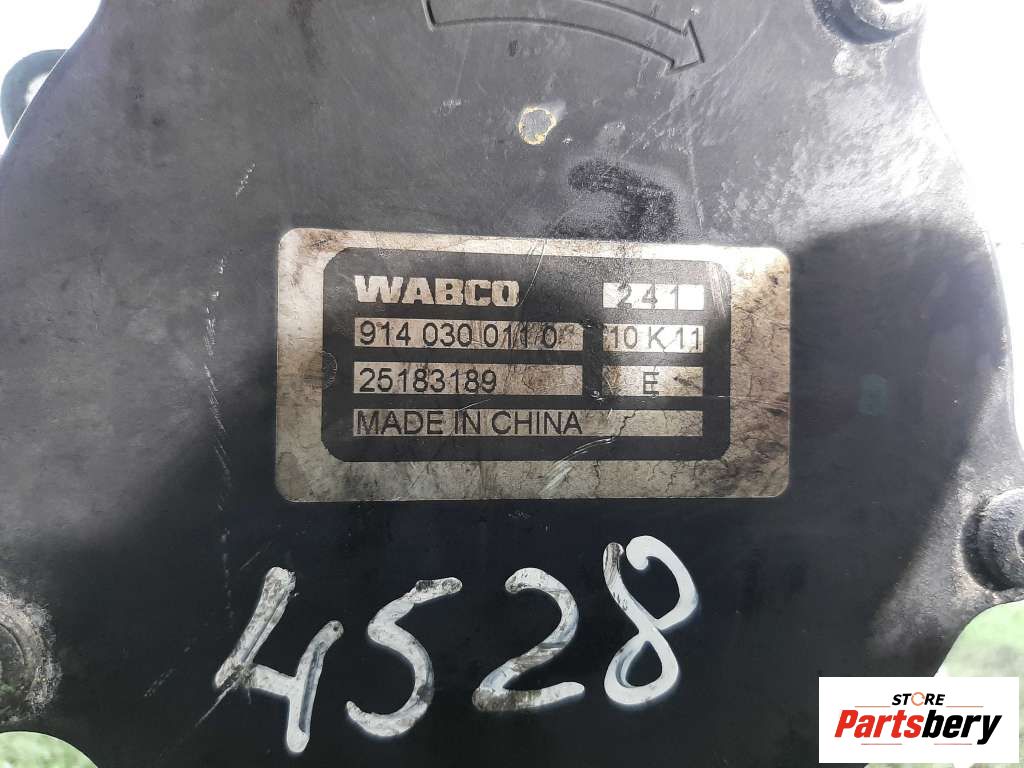 WABCO 241
914 030 011 0 10 K 11
25183189 E
MADE IN CHINA
4528
STORE
Partsbery